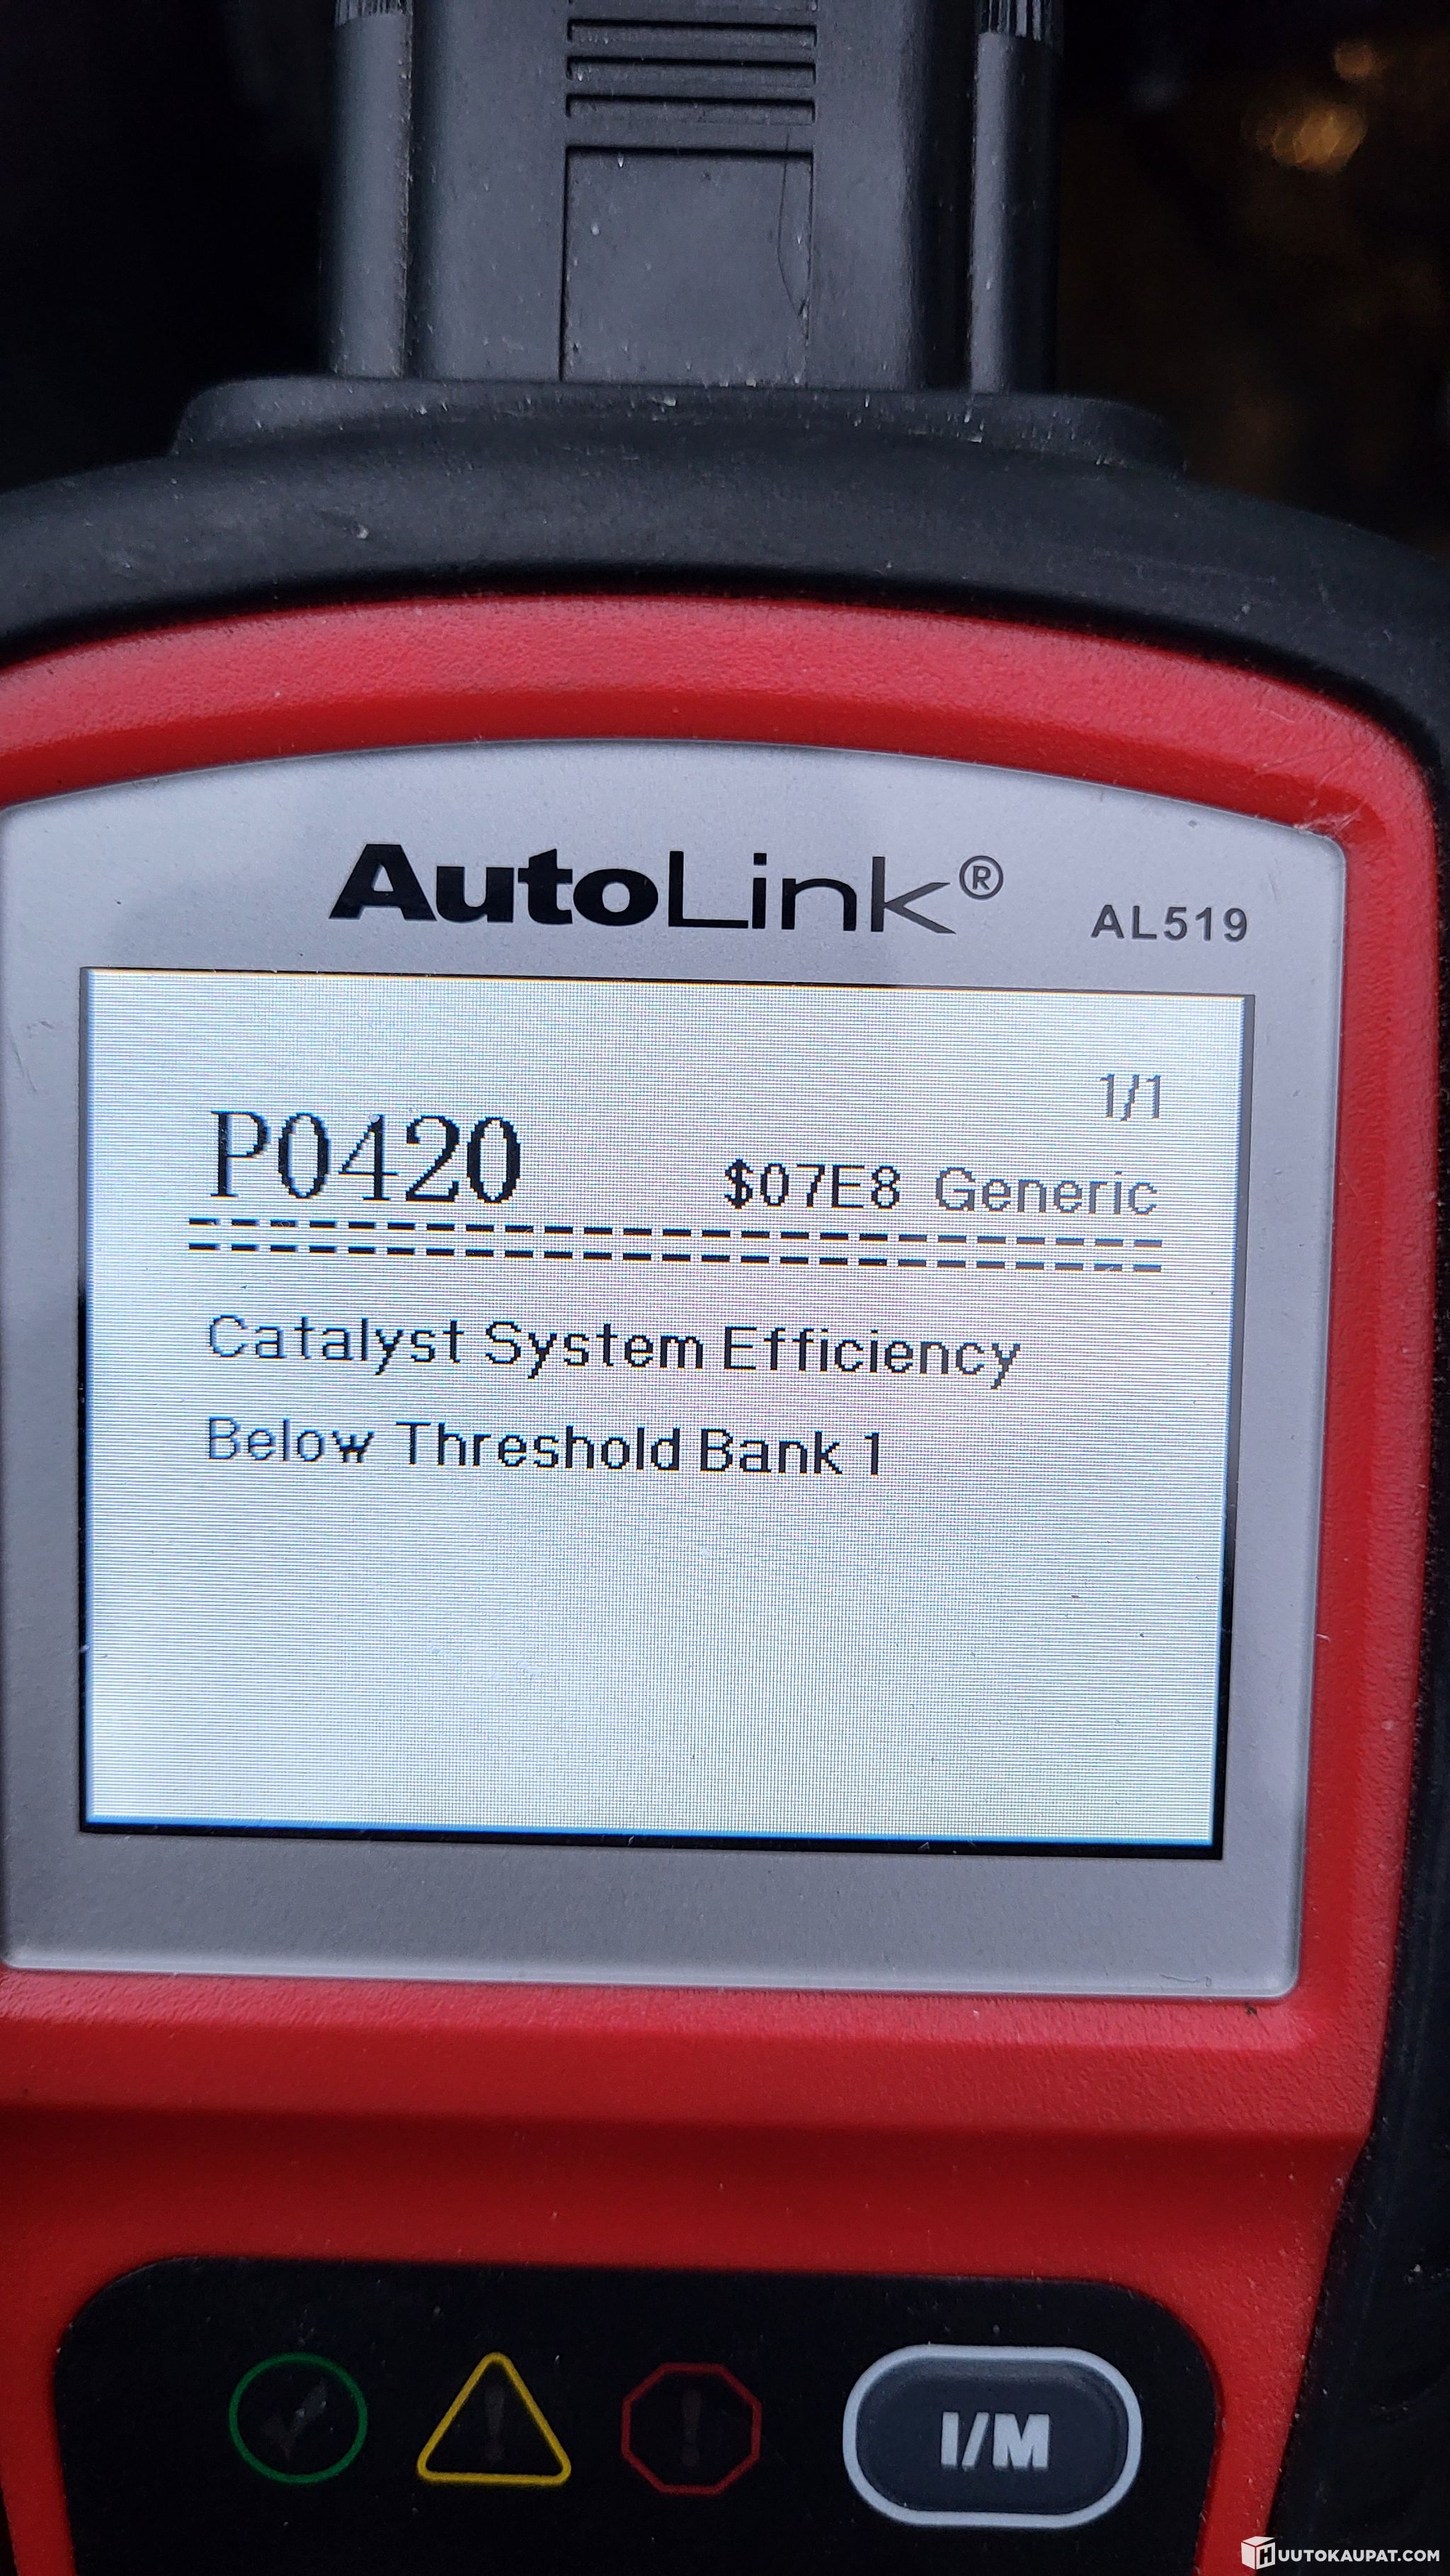 AutoLink®
AL519
1/1
P0420 $07E8 Generic
================
Catalyst System Efficiency
Below Threshold Bank 1
I/M
HUUTOKAUPAT.COM